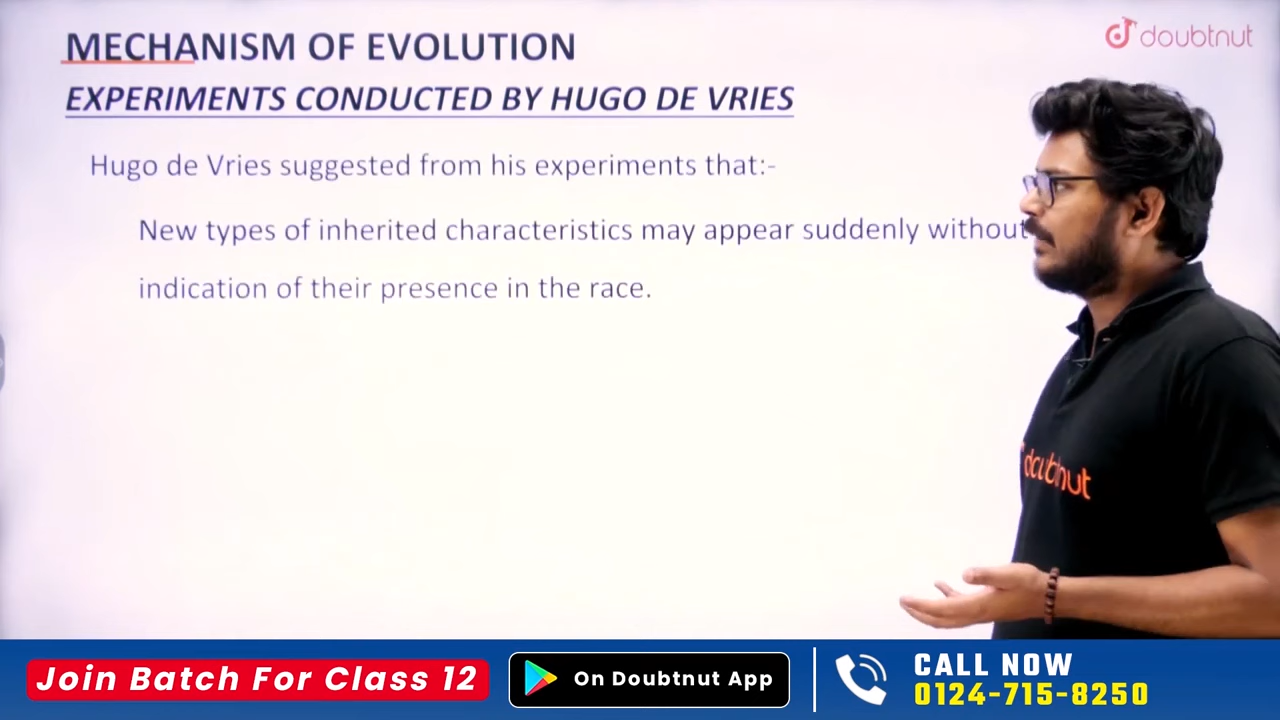 MECHANISM OF EVOLUTION
doubtnut
EXPERIMENTS CONDUCTED BY HUGO DE VRIES
Hugo de Vries suggested from his experiments that:-
New types of inherited characteristics may appear suddenly without
indication of their presence in the race.
doubtnut
Join Batch For Class 12
On Doubtnut App
CALL NOW
0124-715-8250